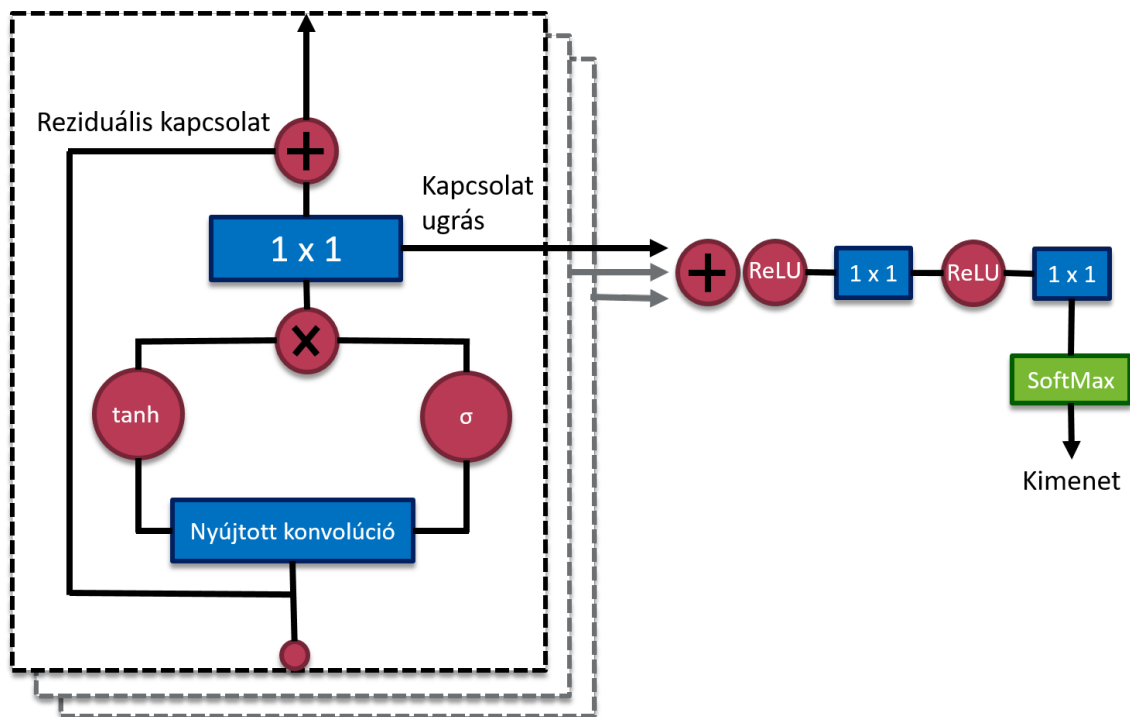 Reziduális kapcsolat
+
Kapcsolat
ugrás
1 x 1
+
ReLU
1 x 1
ReLU
1 x 1
×
tanh
σ
SoftMax
Nyújtott konvolúció
Kimenet